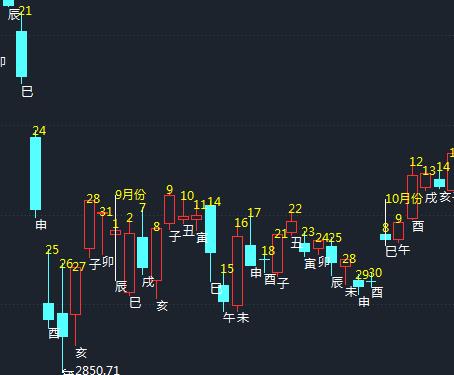 辰
21
巳
卯
24
申
25
酉
26
2850.71
27
亥
28
子
31
卯
9月份
1
辰
2
巳
7
戌
8
亥
9
子
10
丑
11
寅
14
巳
15
午
16
未
17
申
18
酉
21
子
22
丑
23
寅
24
卯
25
辰
28
未
29
申
30
酉
10月份
8
巳
9
午
12
酉
13
戌
14
亥